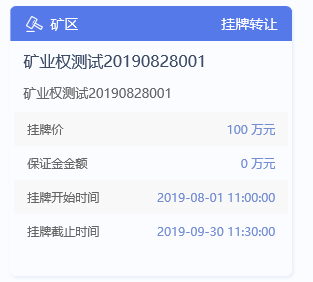 矿区 挂牌转让
矿业权测试20190828001
矿业权测试20190828001
挂牌价 100 万元
保证金金额 0 万元
挂牌开始时间 2019-08-01 11:00:00
挂牌截止时间 2019-09-30 11:30:00